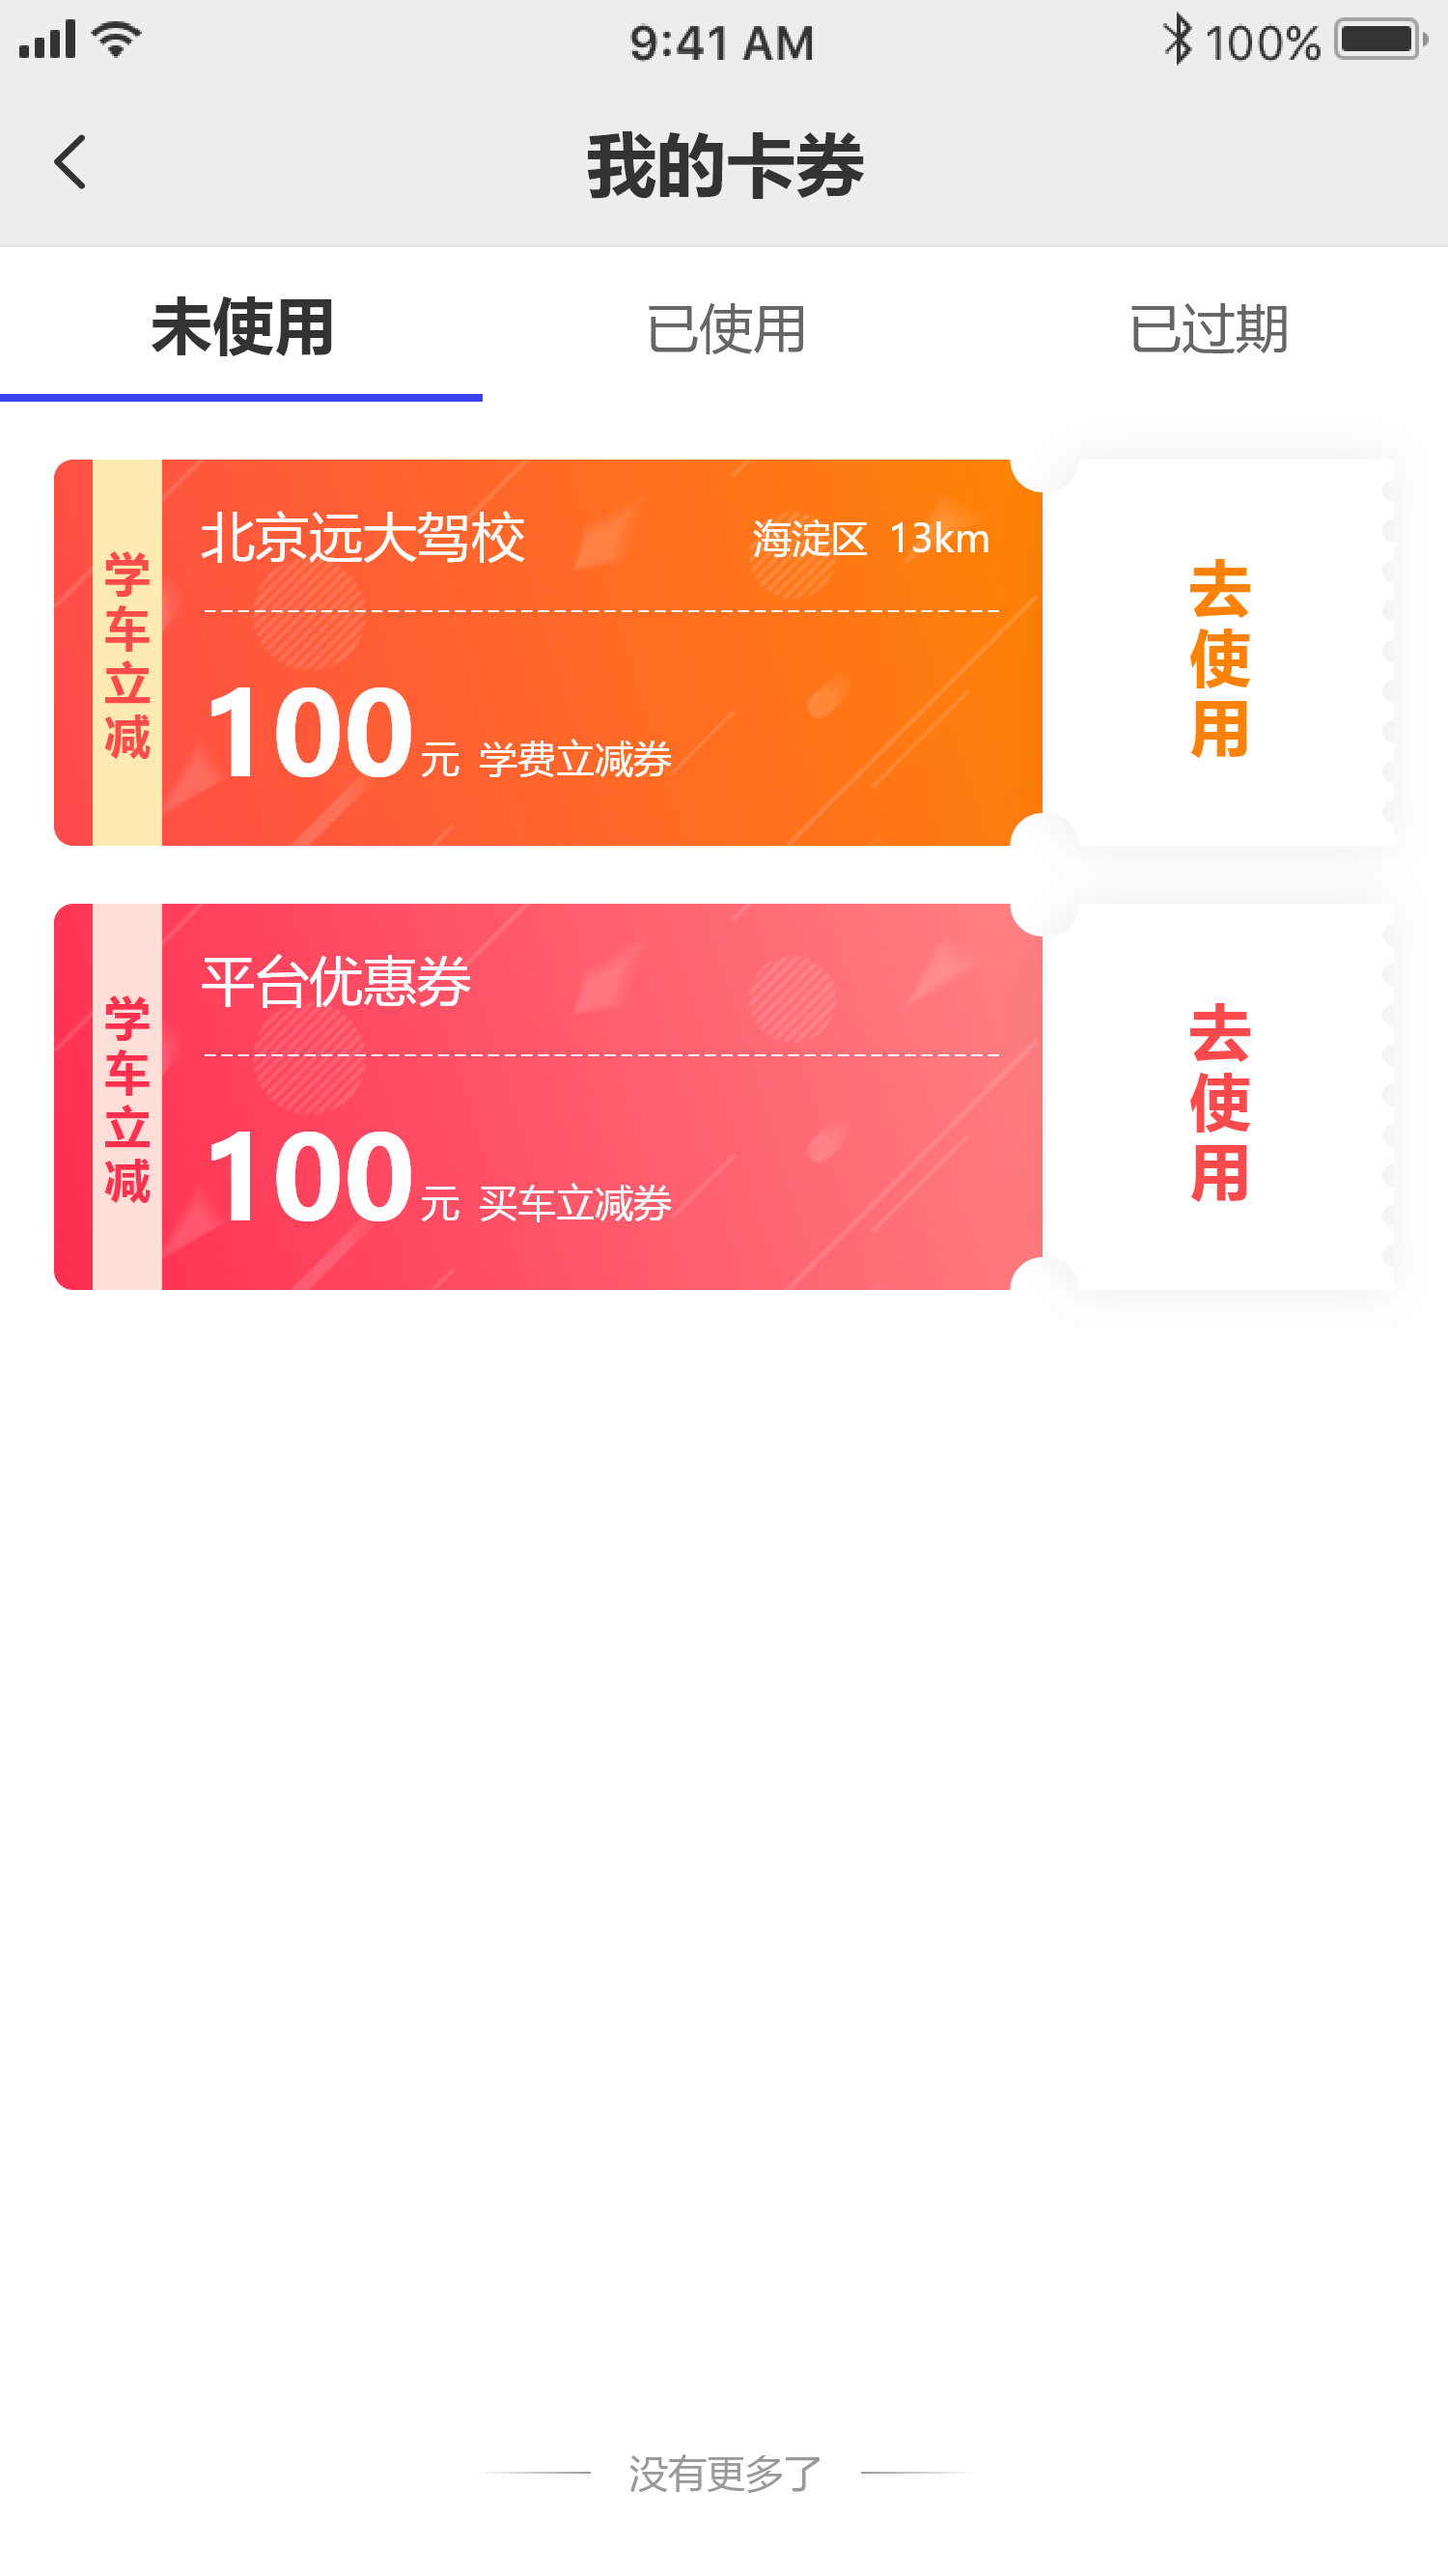 9:41 AM 100%
我的卡券
未使用 已使用 已过期
学车立减
北京远大驾校 海淀区 13km
100元 学费立减券
去使用
学车立减
平台优惠券
100元 买车立减券
去使用
没有更多了